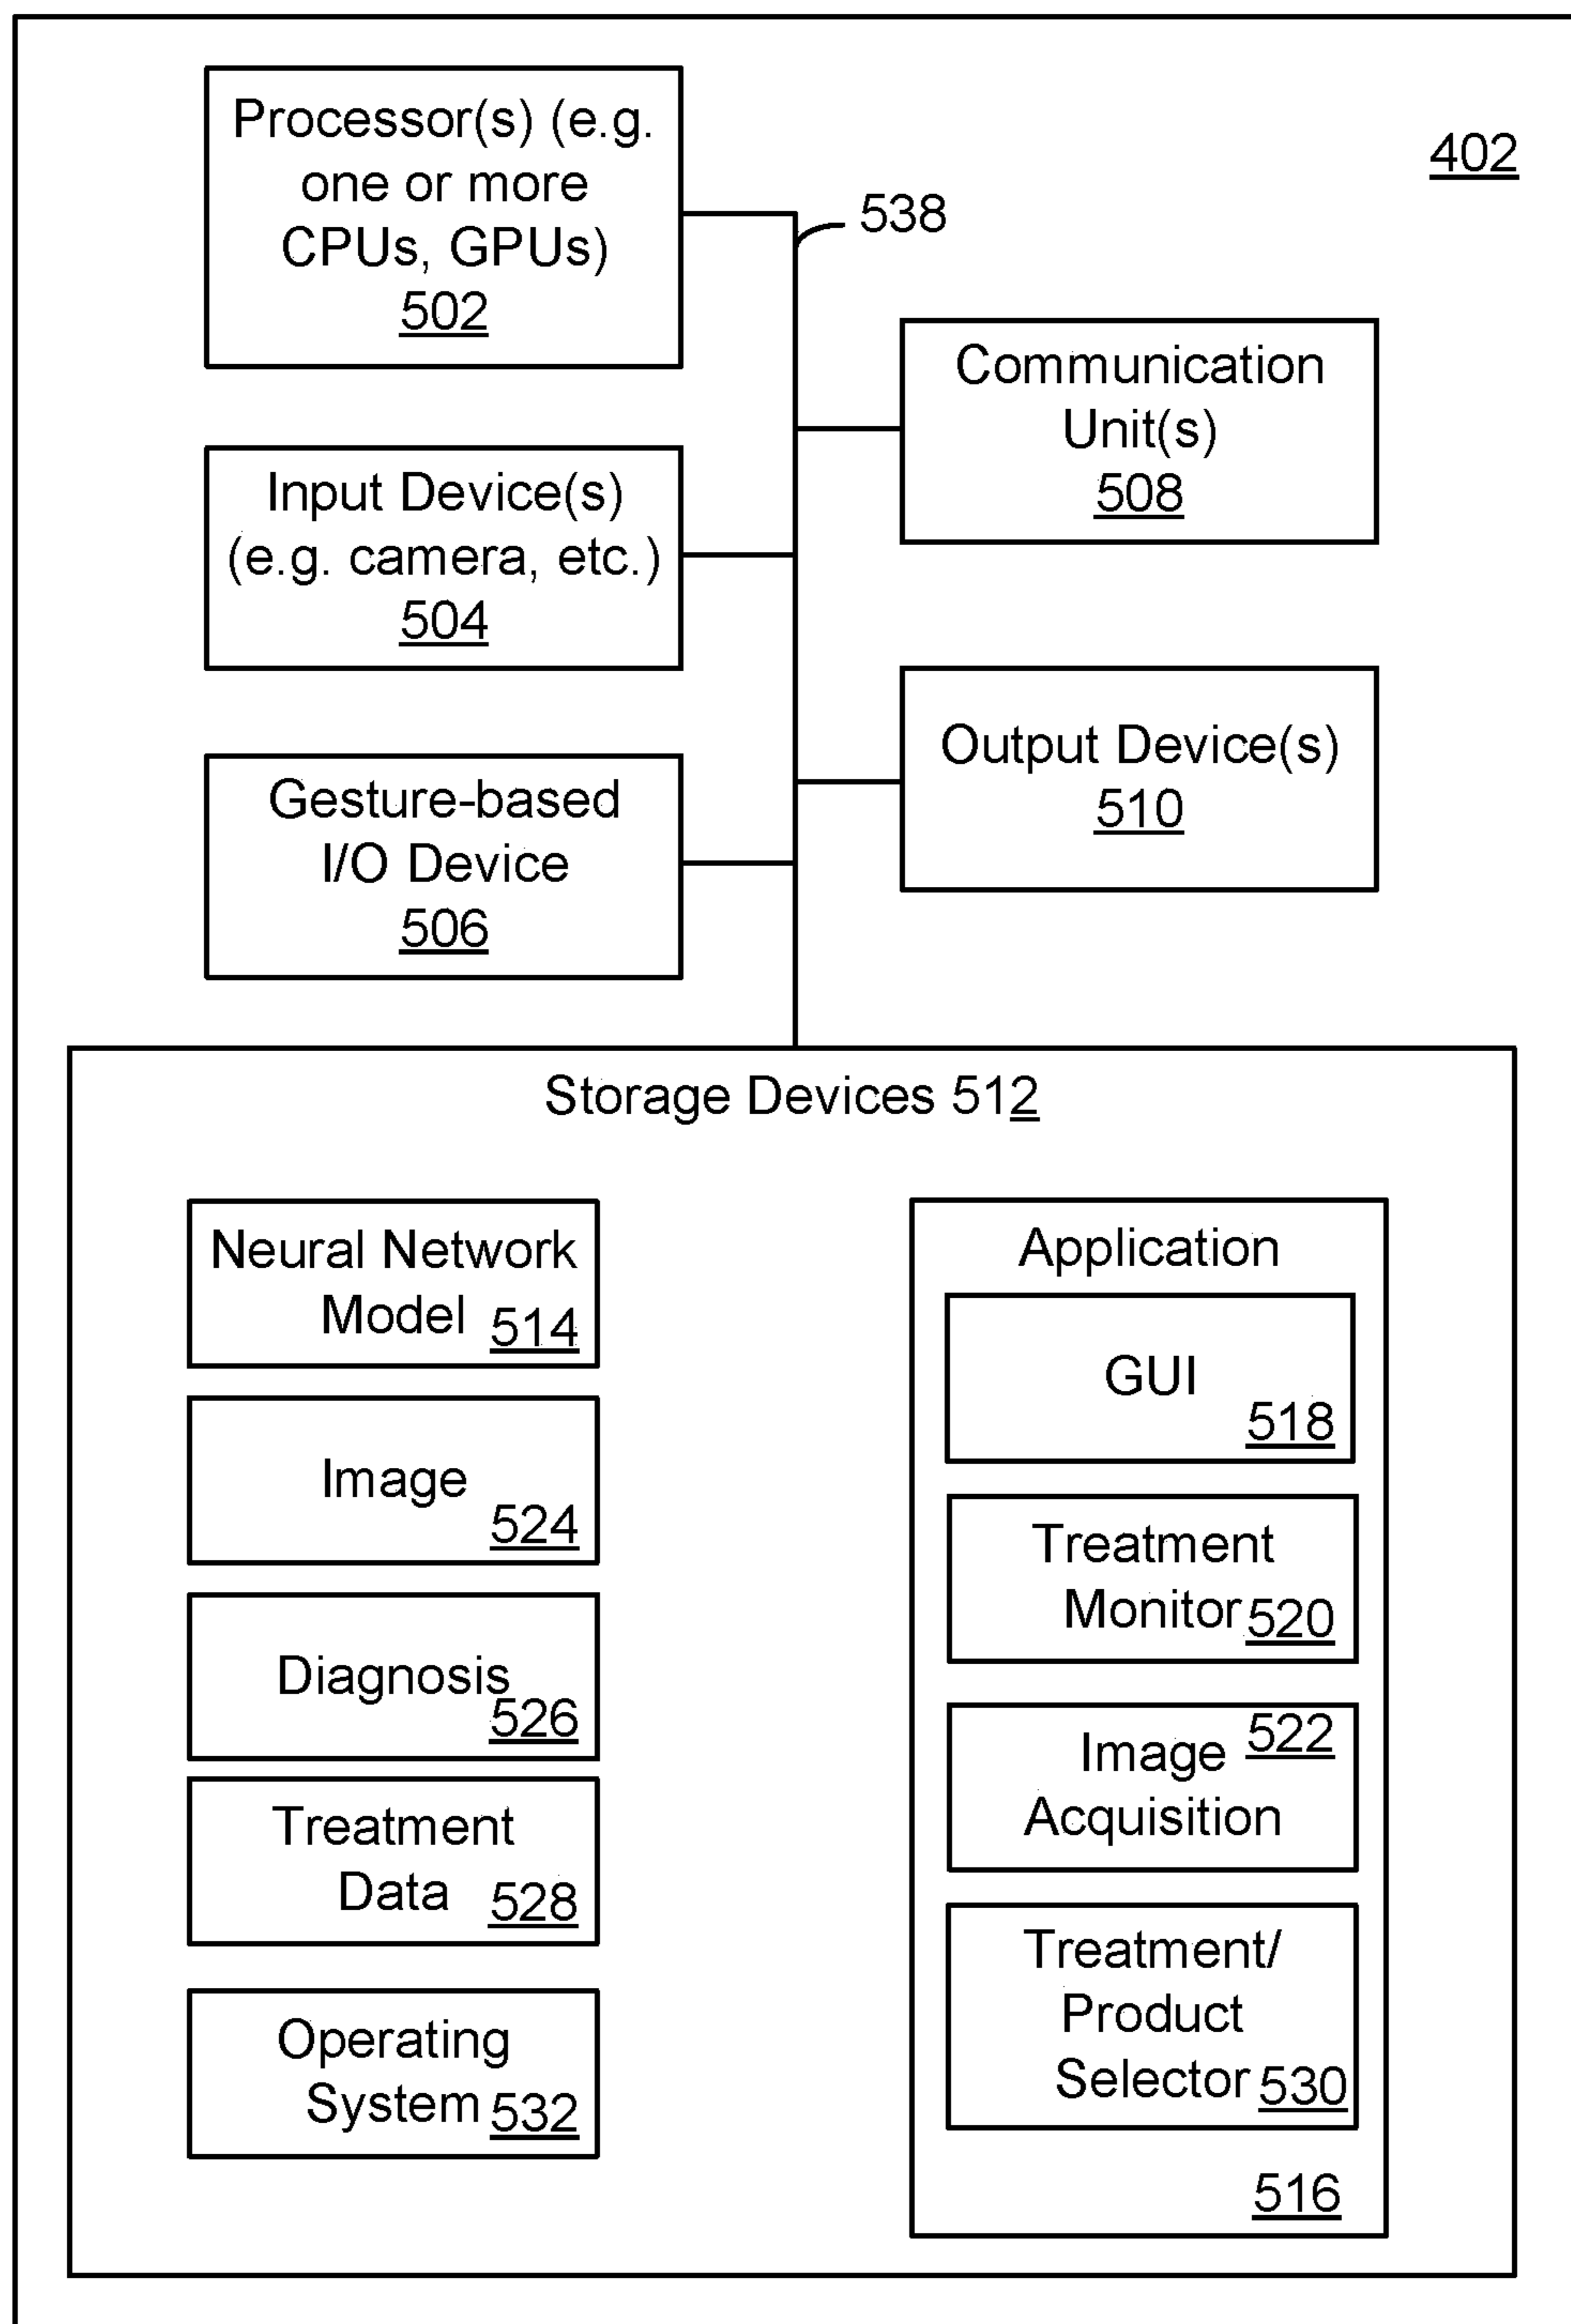 402
Processor(s) (e.g.
one or more
CPUs, GPUs)
502
538
Communication
Unit(s)
508
Input Device(s)
(e.g. camera, etc.)
504
Output Device(s)
510
Gesture-based
I/O Device
506
Storage Devices 512
Neural Network
Model 514
Image
524
Diagnosis
526
Treatment
Data 528
Operating
System 532
Application
GUI
518
Treatment
Monitor 520
Image 522
Acquisition
Treatment/
Product
Selector 530
516